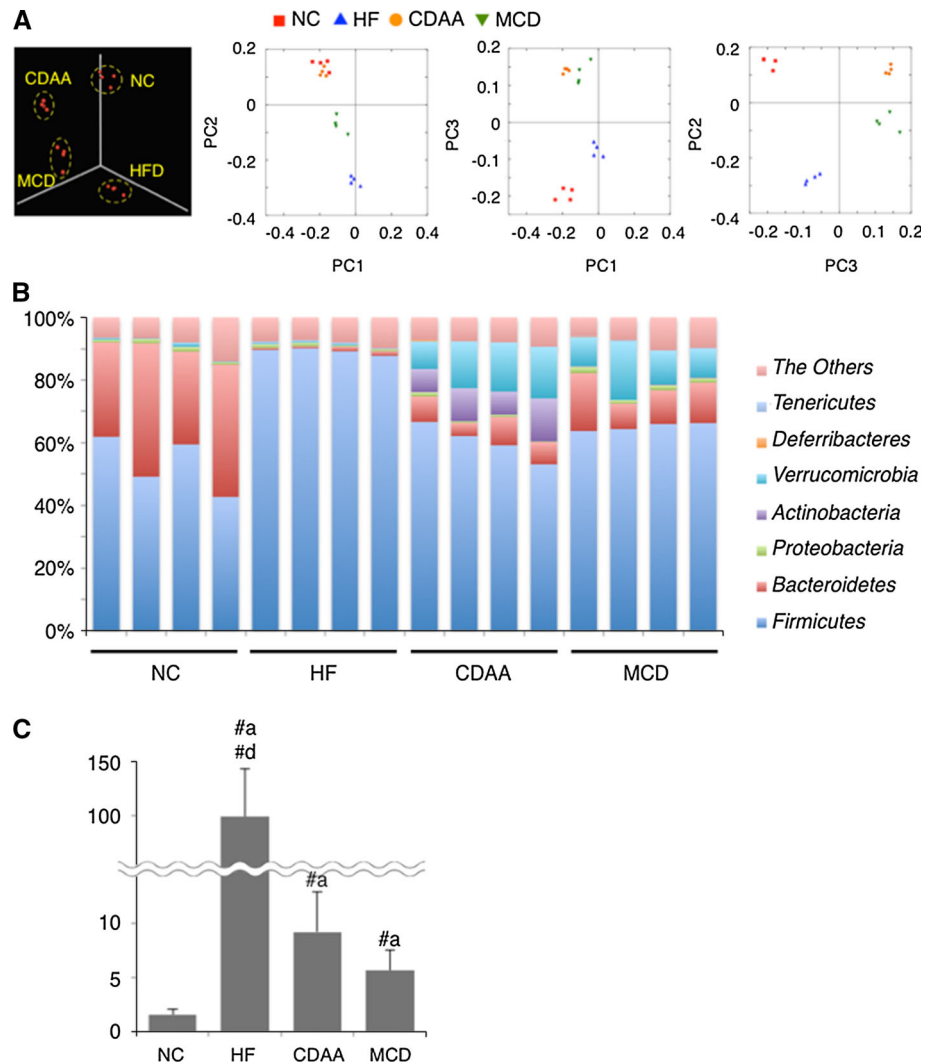 A
NC HF CDAA MCD
CDAA
NC
MCD
HFD
0.2
0
-0.2
-0.4
PC2
-0.4 -0.2 0 0.2 0.4
PC1
0.2
0
-0.1
-0.2
PC3
-0.4 -0.2 0 0.2 0.4
PC1
0.2
0
-0.2
-0.4
PC2
-0.2 -0.1 0 0.1 0.2
PC3
B
100%
80%
60%
40%
20%
0%
NC HF CDAA MCD
The Others
Tenericutes
Deferribacteres
Verrucomicrobia
Actinobacteria
Proteobacteria
Bacteroidetes
Firmicutes
C
150
100
10
5
0
#a
#d
#a
#a
NC HF CDAA MCD